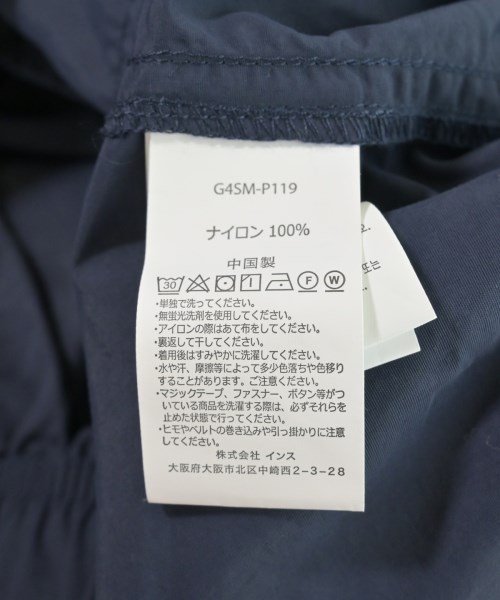 G4SM-P119
ナイロン 100%
中国製
30 F W
・単独で洗ってください。
・無蛍光洗剤を使用してください。
・アイロンの際はあて布をしてください。
・裏返して干してください。
・着用後はすみやかに洗濯してください。
・水や汗、摩擦等によって多少色落ちや色移り
することがあります。ご注意ください。
・マジックテープ、ファスナー、ボタン等がつ
いている商品を洗濯する際は、必ずそれらを
止めた状態で行ってください。
・ヒモやベルトの巻き込みや引っ掛かりに注意
してください。
株式会社 インス
大阪府大阪市北区中崎西2-3-28